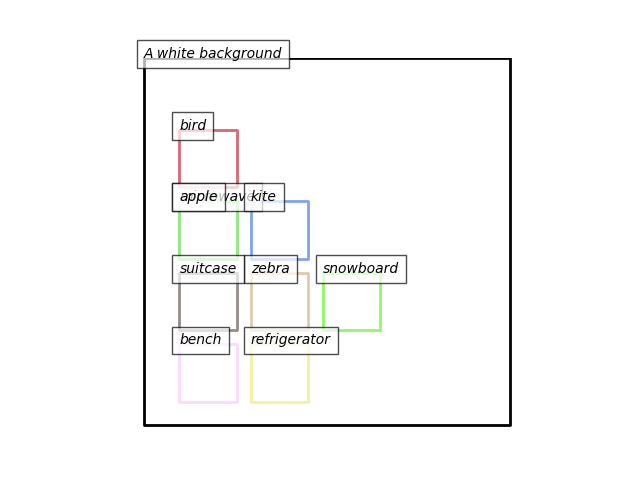 A white background
bird
apple
kite
suitcase
zebra
snowboard
bench
refrigerator